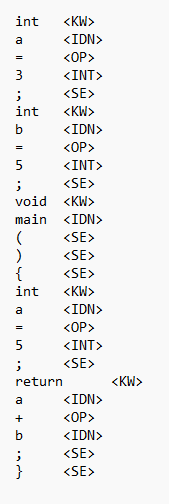 int <KW>
a <IDN>
= <OP>
3 <INT>
; <SE>
int <KW>
b <IDN>
= <OP>
5 <INT>
; <SE>
void <KW>
main <IDN>
( <SE>
) <SE>
{ <SE>
int <KW>
a <IDN>
= <OP>
5 <INT>
; <SE>
return <KW>
a <IDN>
+ <OP>
b <IDN>
; <SE>
} <SE>